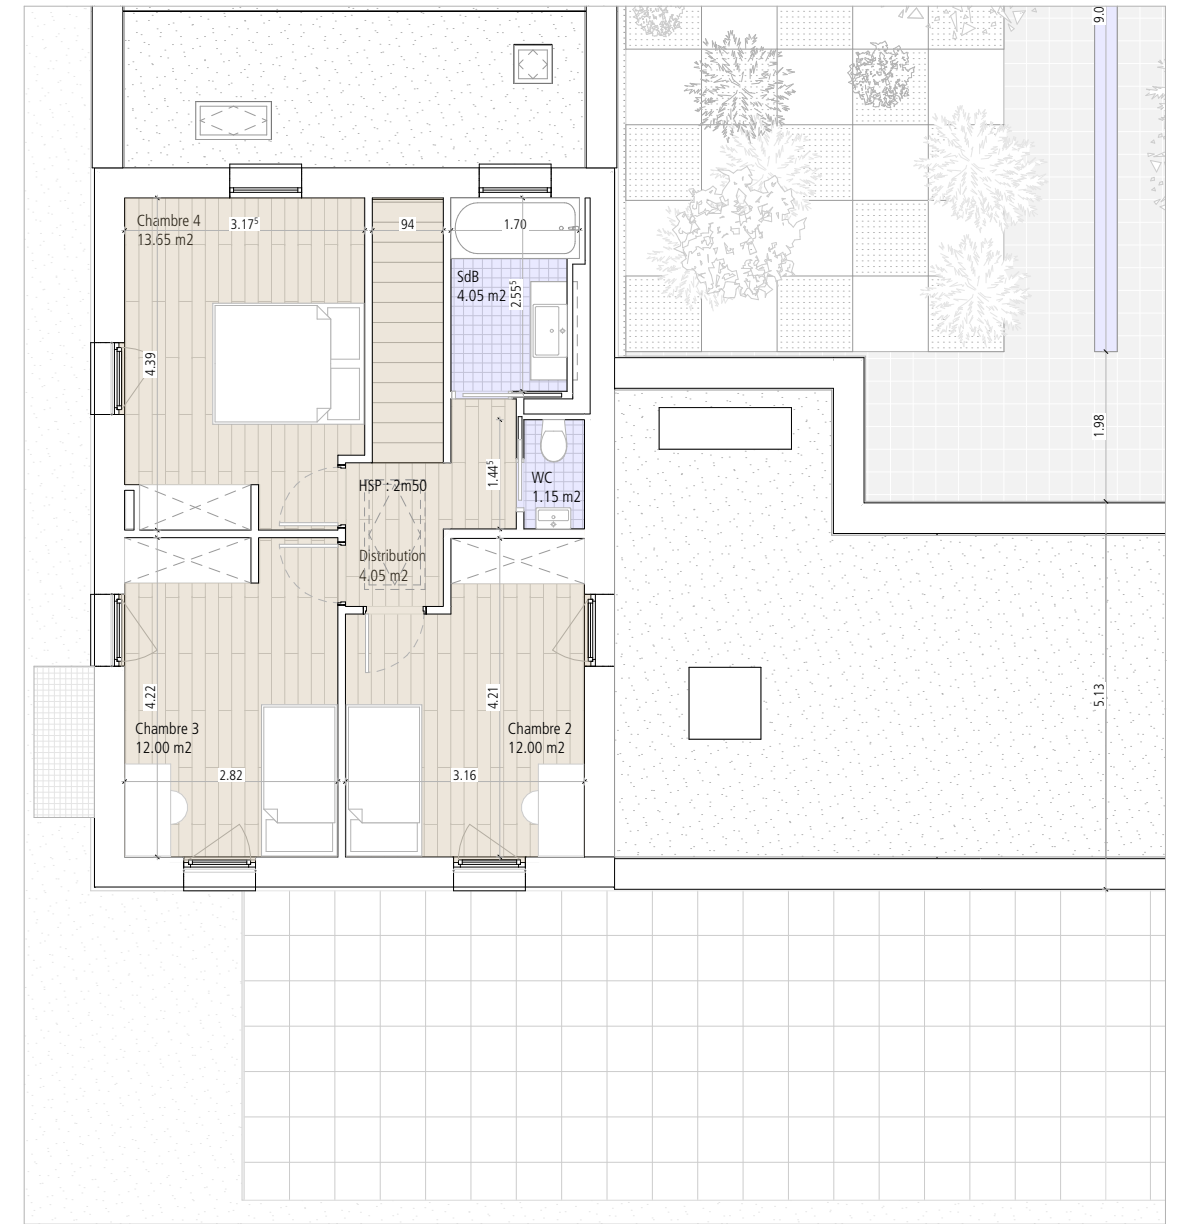 9.0
Chambre 4
13.65 m2
3.17⁵
94
1.70
SdB
4.05 m2
2.55⁵
4.39
1.98
1.44⁵
HSP : 2m50
WC
1.15 m2
Distribution
4.05 m2
4.22
4.21
5.13
Chambre 3
12.00 m2
Chambre 2
12.00 m2
2.82
3.16